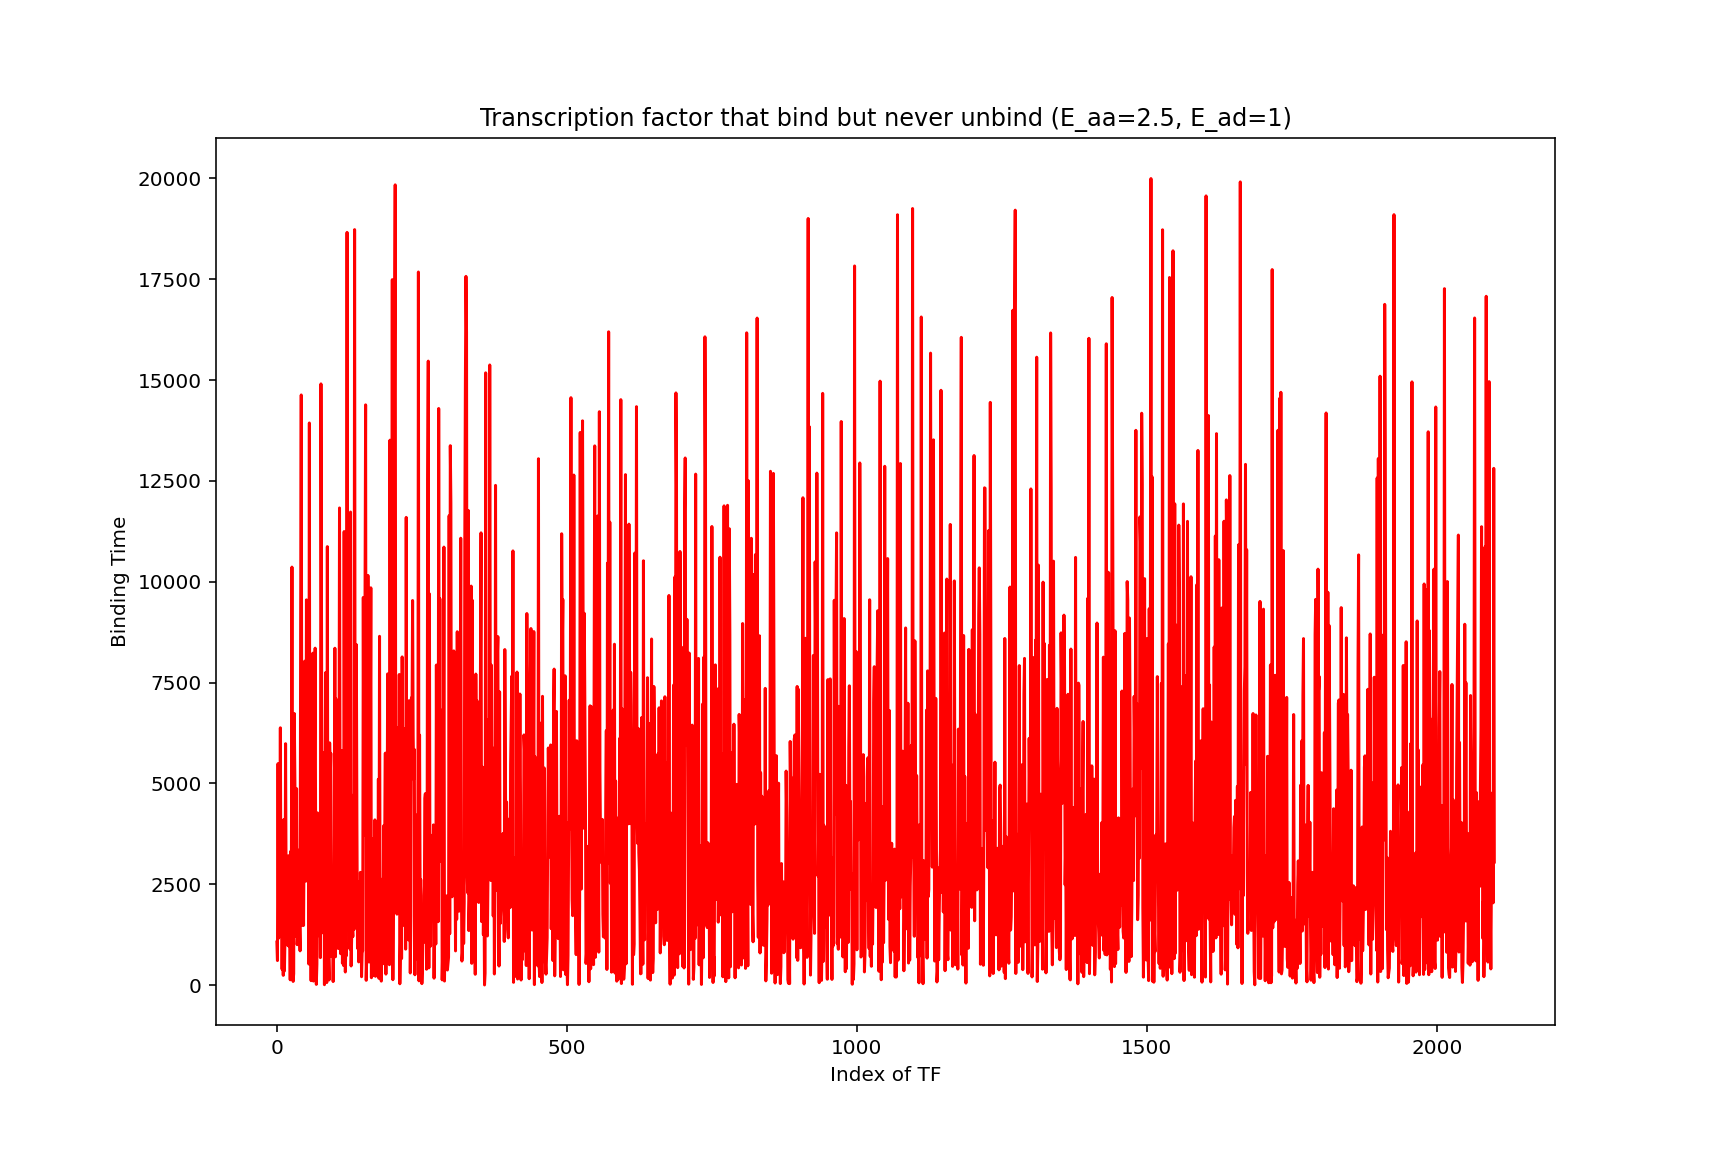 Transcription factor that bind but never unbind (E_aa=2.5, E_ad=1)
20000
17500
15000
12500
10000
7500
5000
2500
0
Binding Time
0 500 1000 1500 2000
Index of TF